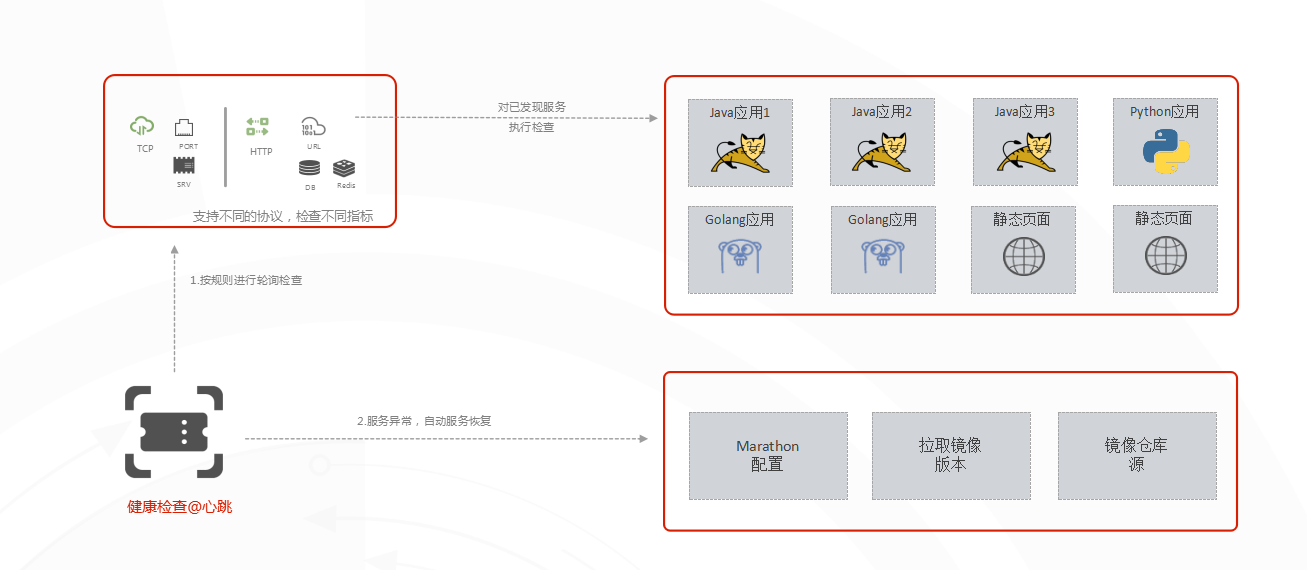 TCP
PORT
SRV
HTTP
URL
101
DB
Redis
支持不同的协议，检查不同指标
对已发现服务
执行检查
Java应用1
Java应用2
Java应用3
Python应用
Golang应用
Golang应用
静态页面
静态页面
1.按规则进行轮询检查
2.服务异常，自动服务恢复
健康检查@心跳
Marathon
配置
拉取镜像
版本
镜像仓库
源